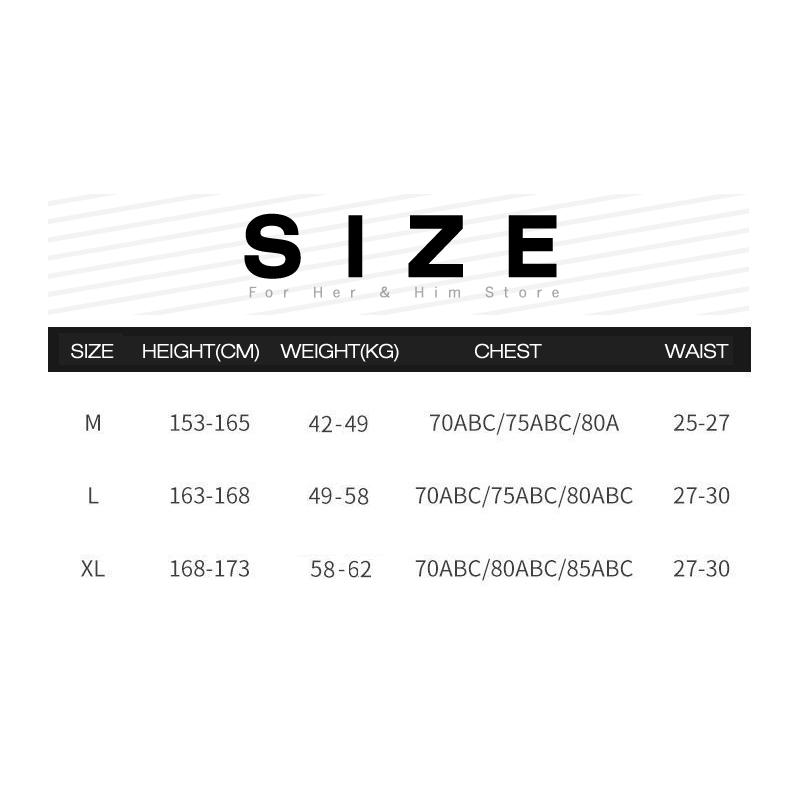 SIZE
For Her & Him Store
SIZE HEIGHT(CM) WEIGHT(KG) CHEST WAIST
M 153-165 42-49 70ABC/75ABC/80A 25-27
L 163-168 49-58 70ABC/75ABC/80ABC 27-30
XL 168-173 58-62 70ABC/80ABC/85ABC 27-30